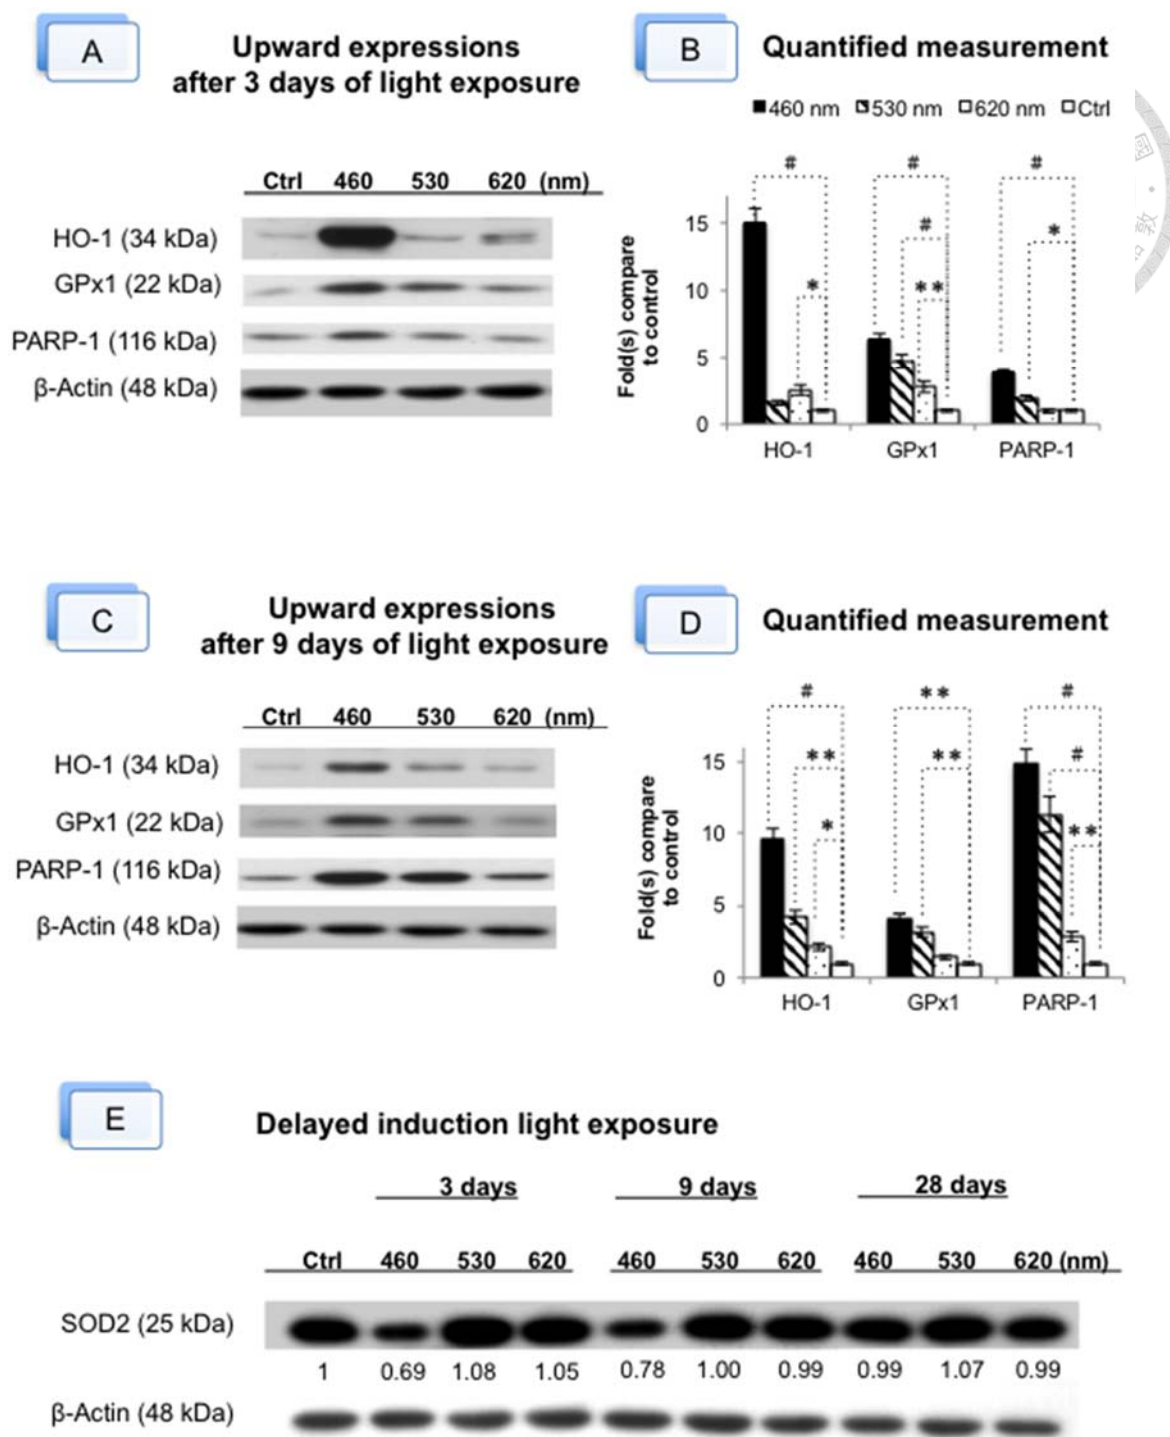 A
Upward expressions
after 3 days of light exposure
Ctrl 460 530 620 (nm)
HO-1 (34 kDa)
GPx1 (22 kDa)
PARP-1 (116 kDa)
β-Actin (48 kDa)
B
Quantified measurement
460 nm 530 nm 620 nm Ctrl
# # #
# *
* **
Fold(s) compare
to control
15
10
5
0
HO-1 GPx1 PARP-1
C
Upward expressions
after 9 days of light exposure
Ctrl 460 530 620 (nm)
HO-1 (34 kDa)
GPx1 (22 kDa)
PARP-1 (116 kDa)
β-Actin (48 kDa)
D
Quantified measurement
# ** #
** ** #
* **
Fold(s) compare
to control
15
10
5
0
HO-1 GPx1 PARP-1
E
Delayed induction light exposure
3 days 9 days 28 days
Ctrl 460 530 620 460 530 620 460 530 620 (nm)
SOD2 (25 kDa)
1 0.69 1.08 1.05 0.78 1.00 0.99 0.99 1.07 0.99
β-Actin (48 kDa)